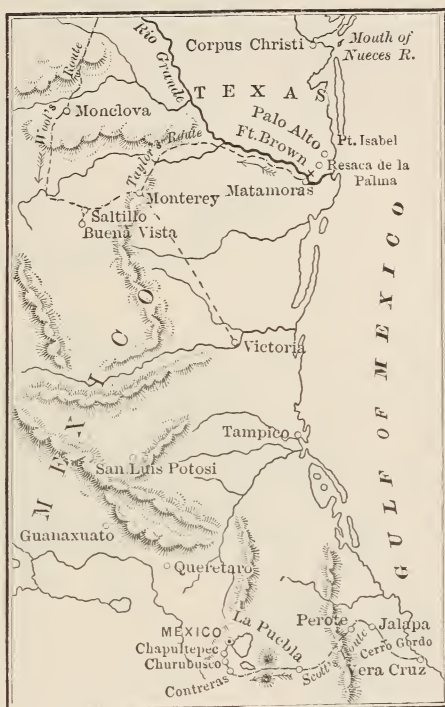 Corpus Christi
Mouth of
Nueces R.
Rio Grande
TEXAS
Wool's Route
Monclova
Palo Alto
Ft. Brown
Pt. Isabel
Resaca de la
Palma
Taylor's Route
Matamoras
Monterey
Saltillo
Buena Vista
MEXICO
GULF OF MEXICO
Victoria
Tampico
San Luis Potosi
Guanaxuato
Queretaro
La Puebla
Perote
Jalapa
Cerro Gordo
MEXICO
Chapultepec
Churubusco
Contreras
Scott's Route
Vera Cruz